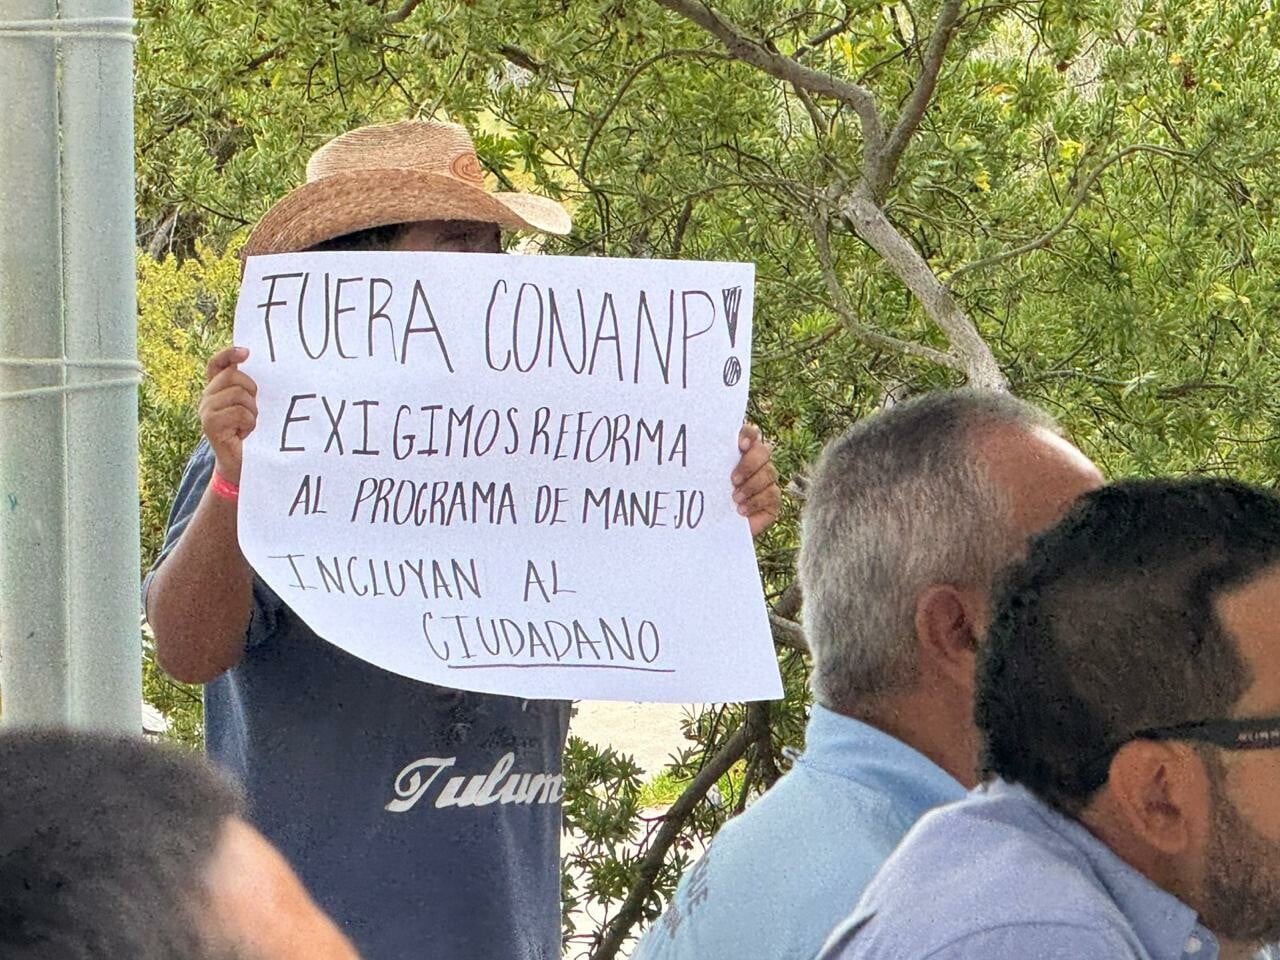 FUERA CONANP!
EXIGIMOS REFORMA
AL PROGRAMA DE MANEJO
INCLUYAN AL
CIUDADANO
Tulum